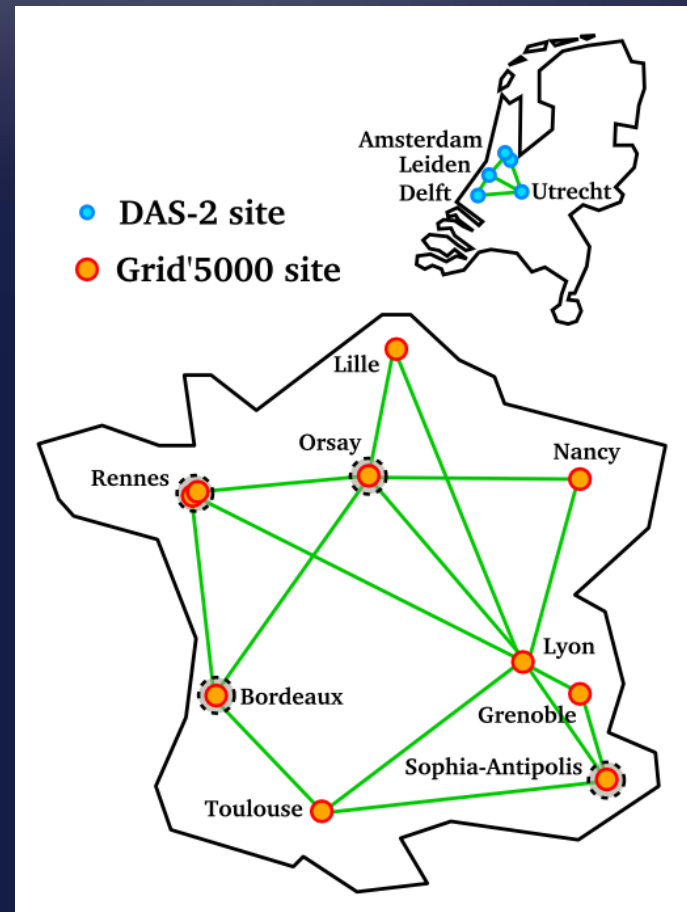 Amsterdam
Leiden
Delft
Utrecht
DAS-2 site
Grid'5000 site
Lille
Orsay
Nancy
Rennes
Lyon
Bordeaux
Grenoble
Sophia-Antipolis
Toulouse